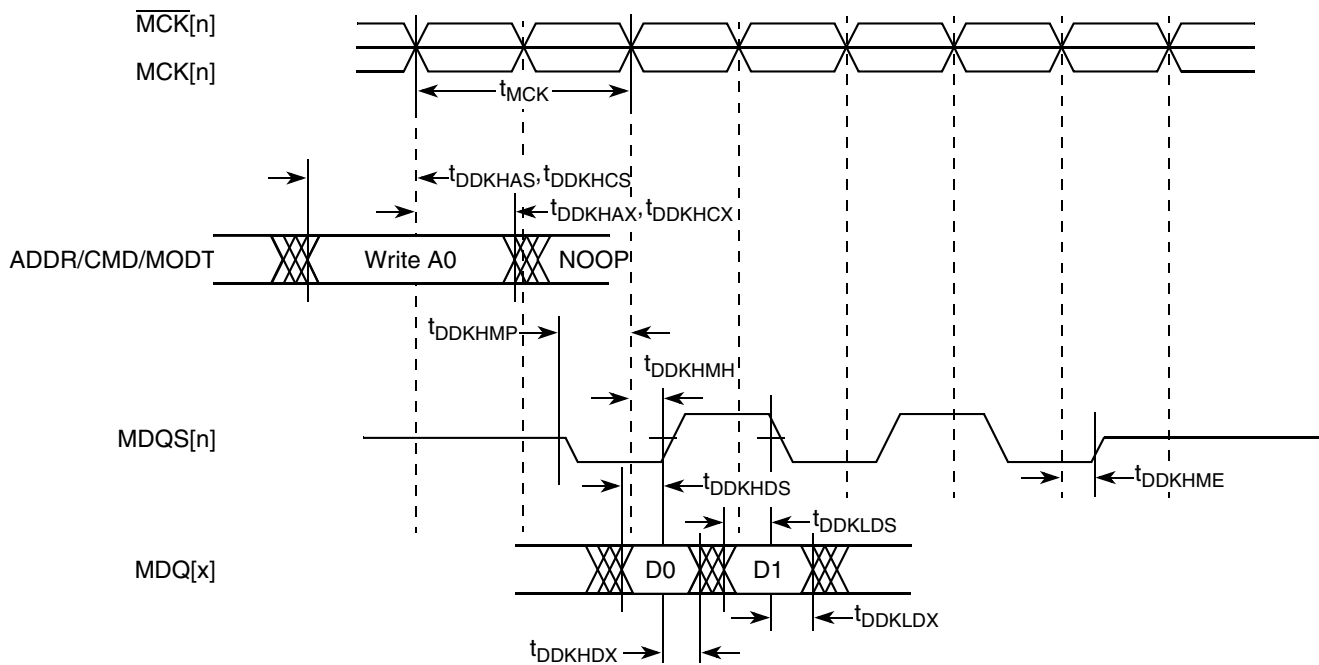 MCK[n]
MCK[n]
tMCK
tDDKHAS,tDDKHCS
tDDKHAX,tDDKHCX
ADDR/CMD/MODT Write A0 NOOP
tDDKHMP
tDDKHMH
MDQS[n]
tDDKHDS
tDDKHME
tDDKLDS
MDQ[x] D0 D1
tDDKLDX
tDDKHDX